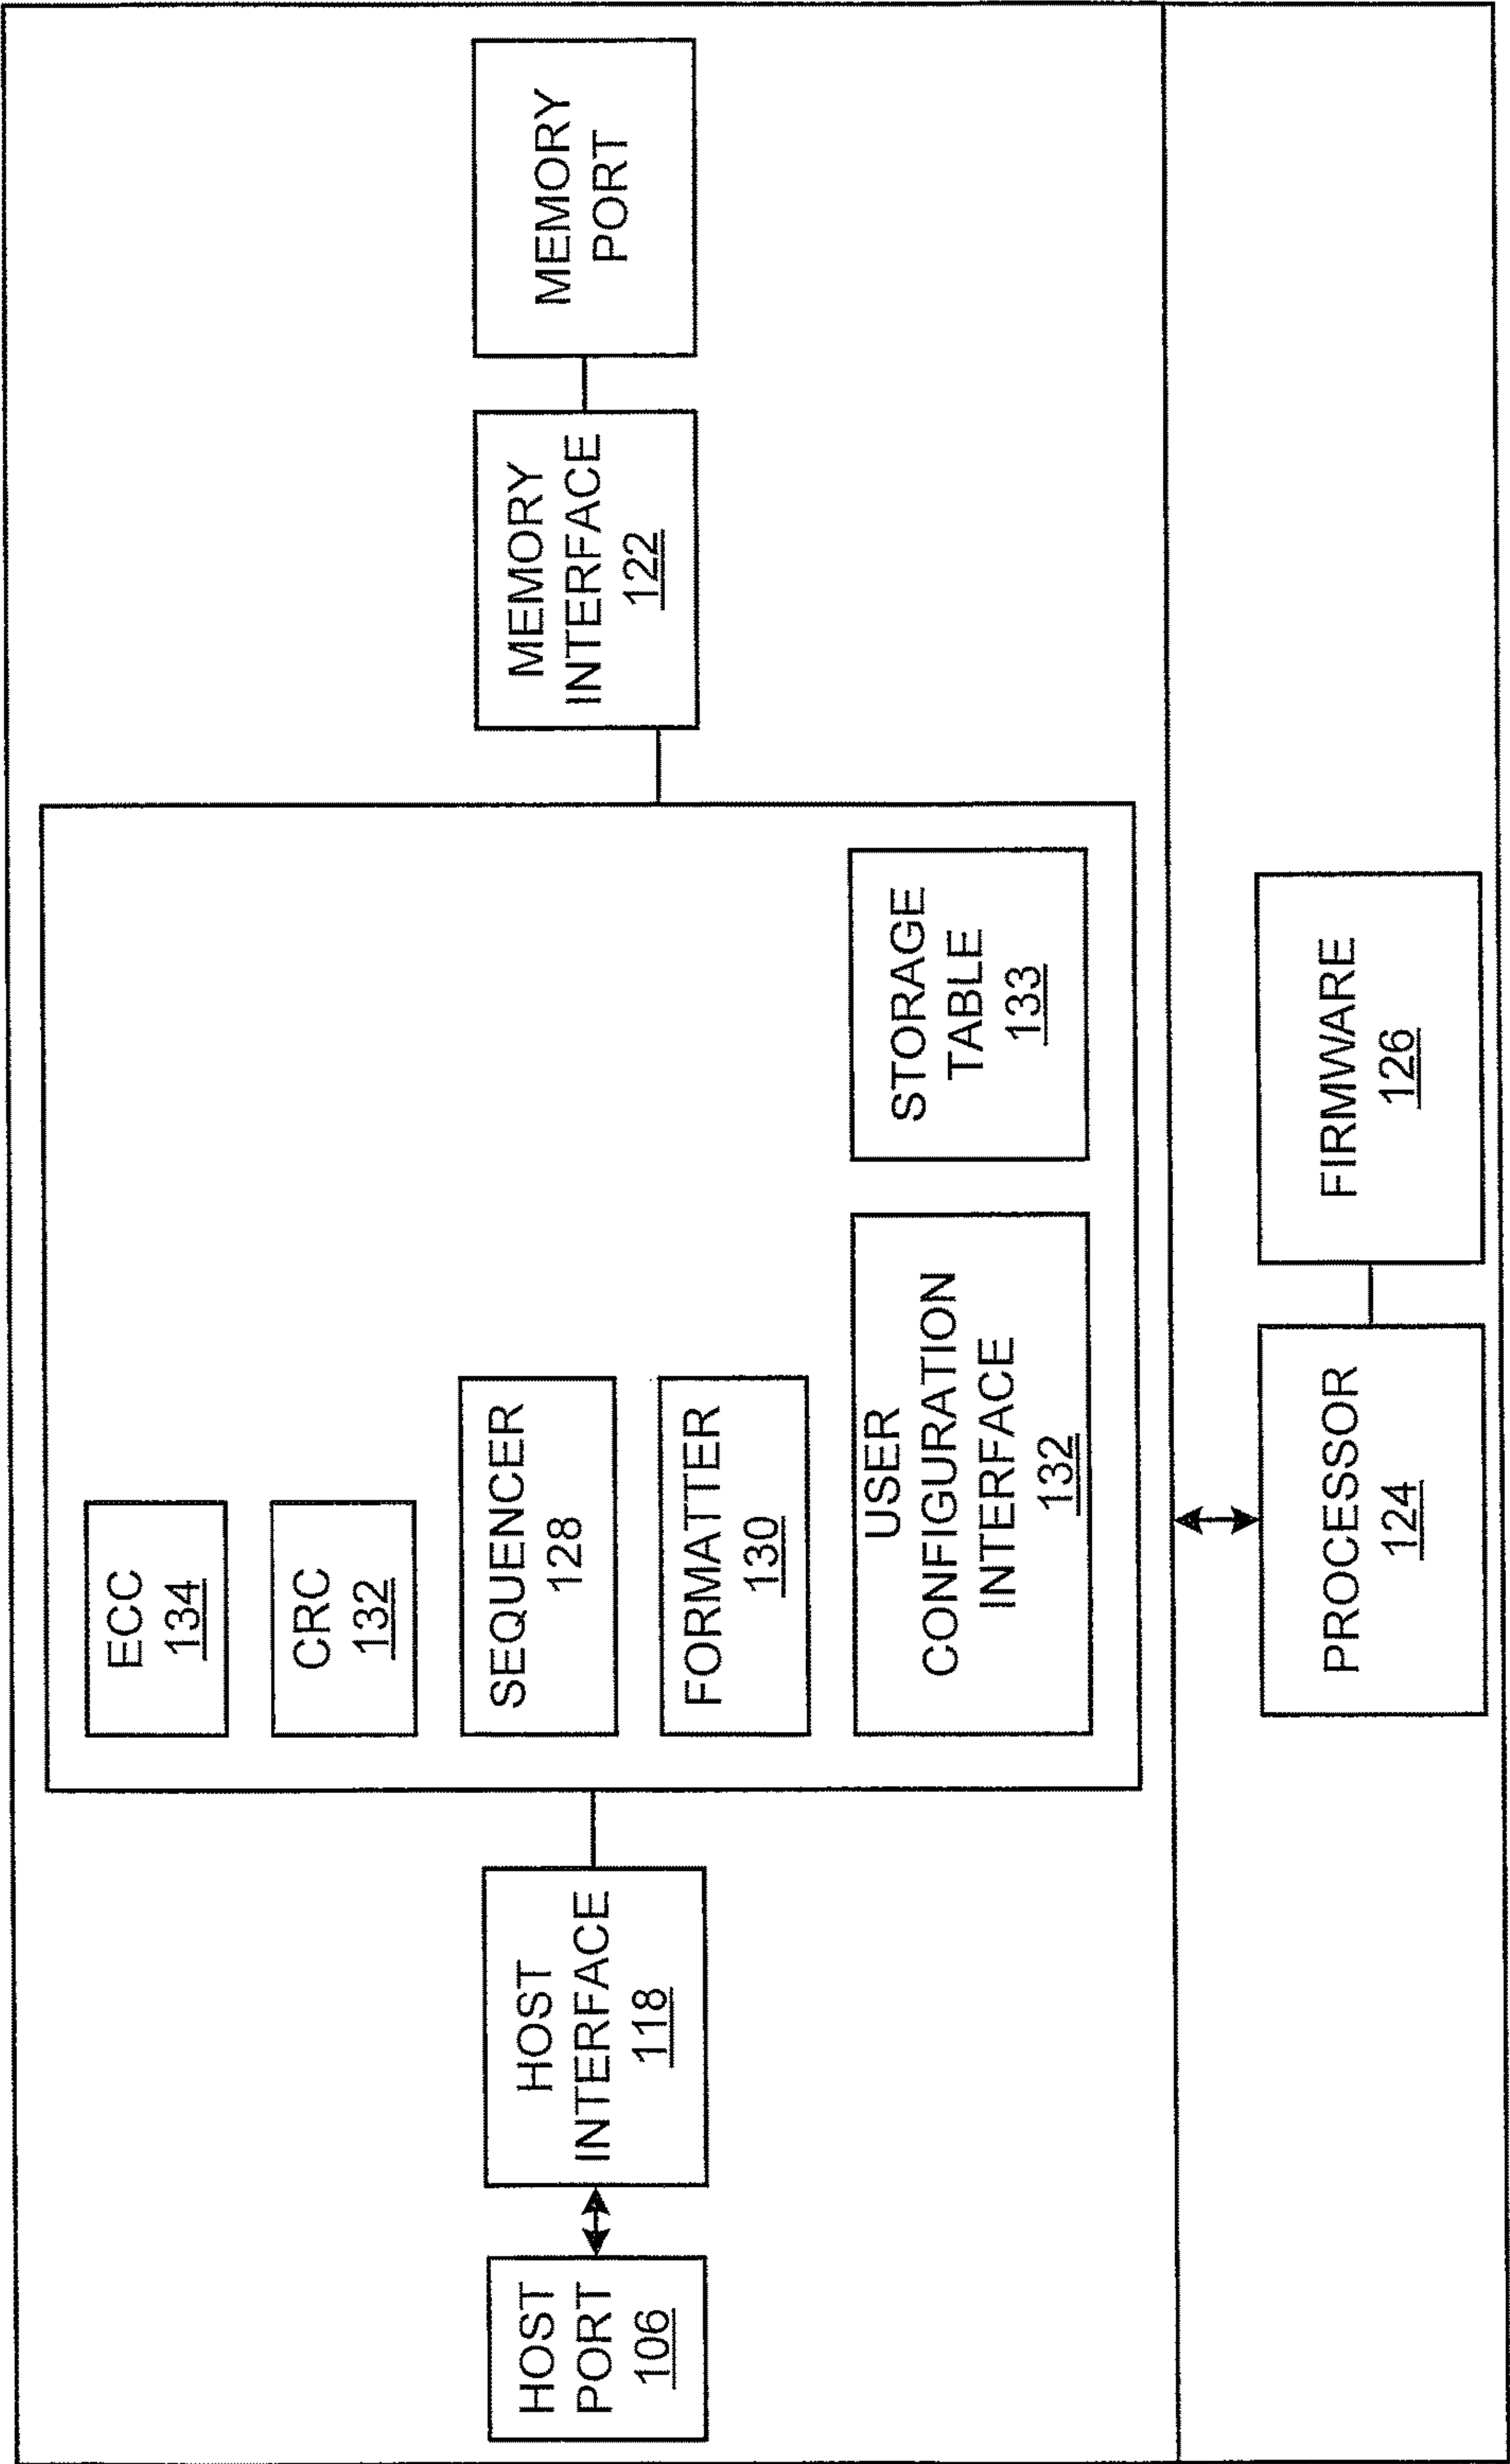 HOST
PORT
106
HOST
INTERFACE
118
ECC
134
CRC
132
SEQUENCER
128
FORMATTER
130
USER
CONFIGURATION
INTERFACE
132
STORAGE
TABLE
133
MEMORY
INTERFACE
122
MEMORY
PORT
PROCESSOR
124
FIRMWARE
126